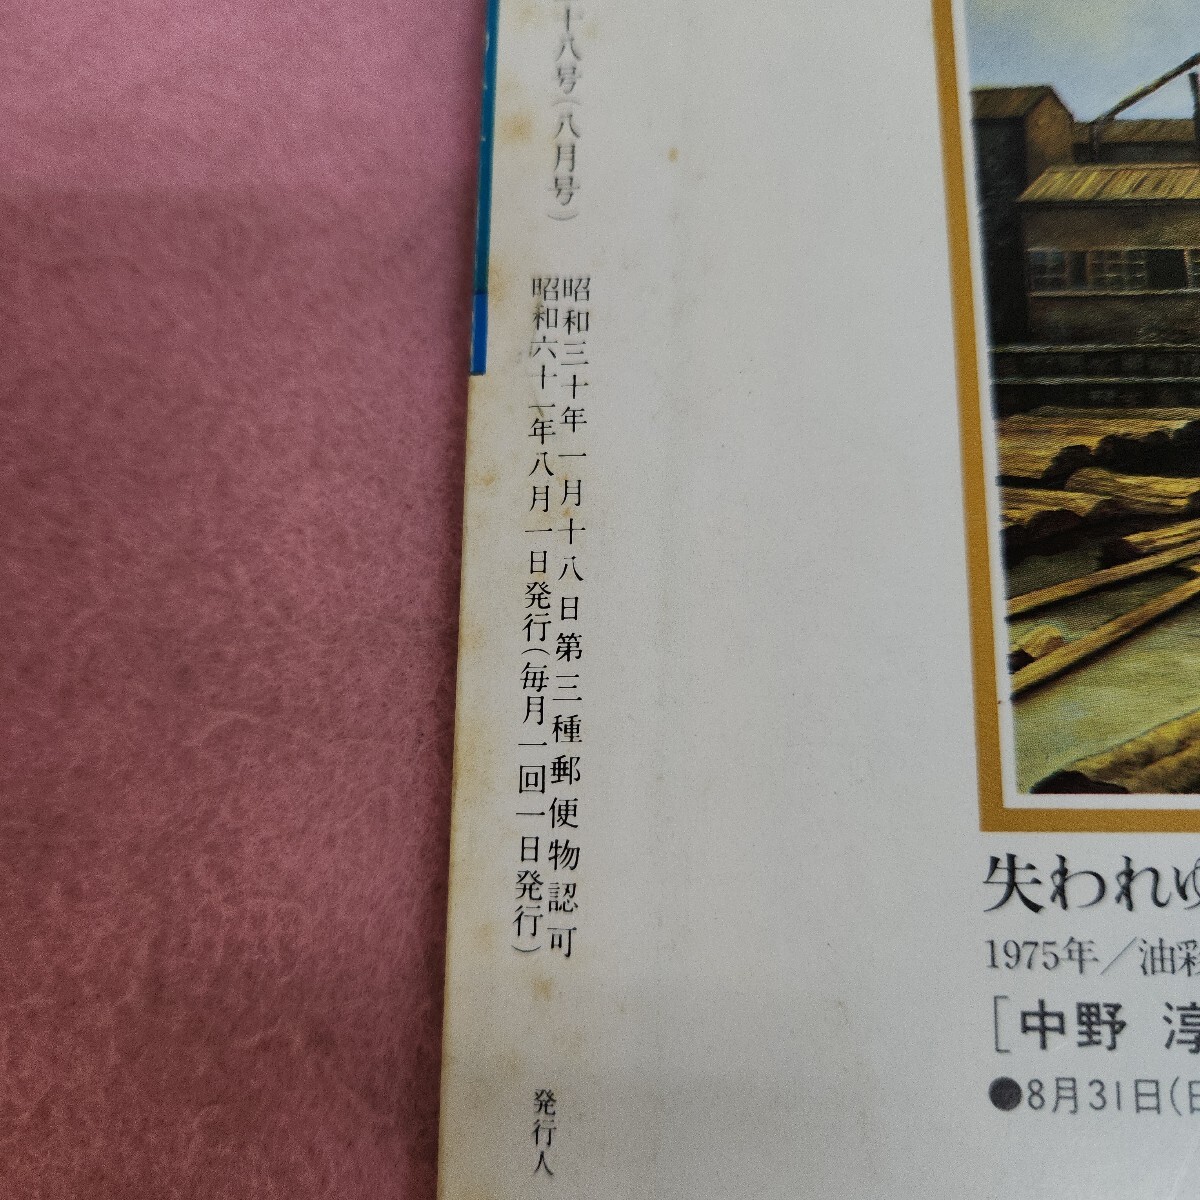 十八号(八月号)
昭和三十年一月十八日第三種郵便物認可
昭和六十一年八月一日発行(毎月一回一日発行)
発行人
失われゆ
1975年／油彩
[中野 淳
●8月31日(日